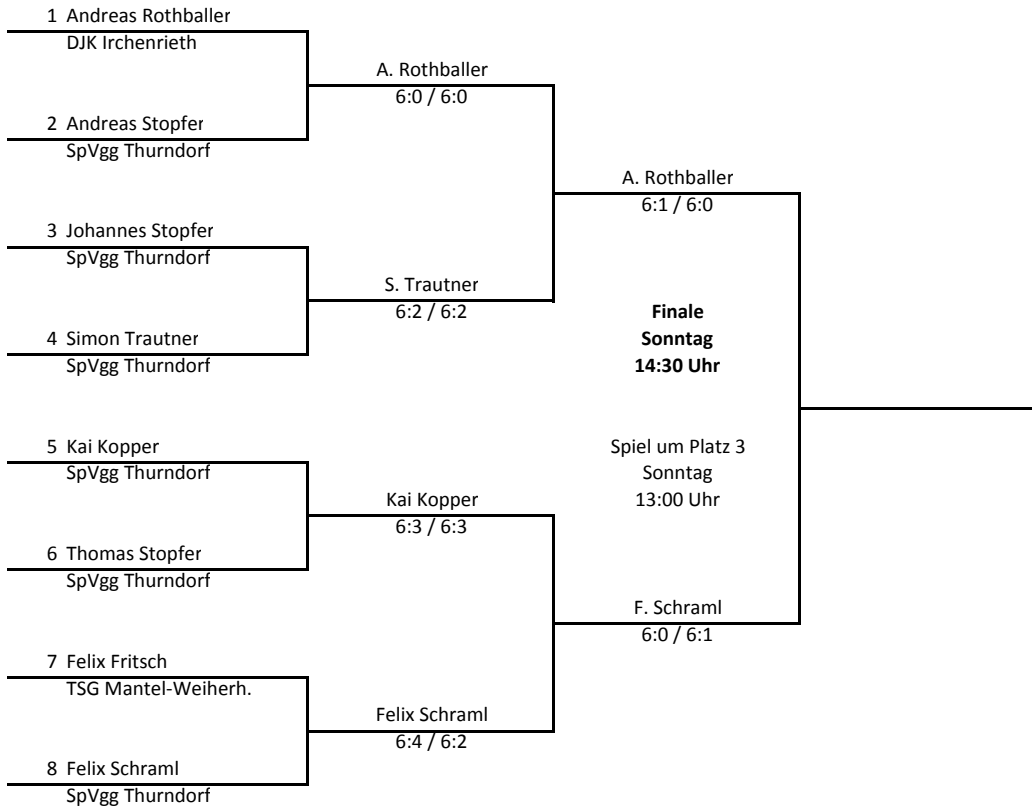 1 Andreas Rothballer
DJK Irchenrieth
A. Rothballer
6:0 / 6:0
2 Andreas Stopfer
SpVgg Thurndorf
A. Rothballer
6:1 / 6:0
3 Johannes Stopfer
SpVgg Thurndorf
S. Trautner
6:2 / 6:2
4 Simon Trautner
SpVgg Thurndorf
Finale
Sonntag
14:30 Uhr
5 Kai Kopper
SpVgg Thurndorf
Spiel um Platz 3
Sonntag
13:00 Uhr
Kai Kopper
6:3 / 6:3
6 Thomas Stopfer
SpVgg Thurndorf
F. Schraml
6:0 / 6:1
7 Felix Fritsch
TSG Mantel-Weiherh.
Felix Schraml
6:4 / 6:2
8 Felix Schraml
SpVgg Thurndorf